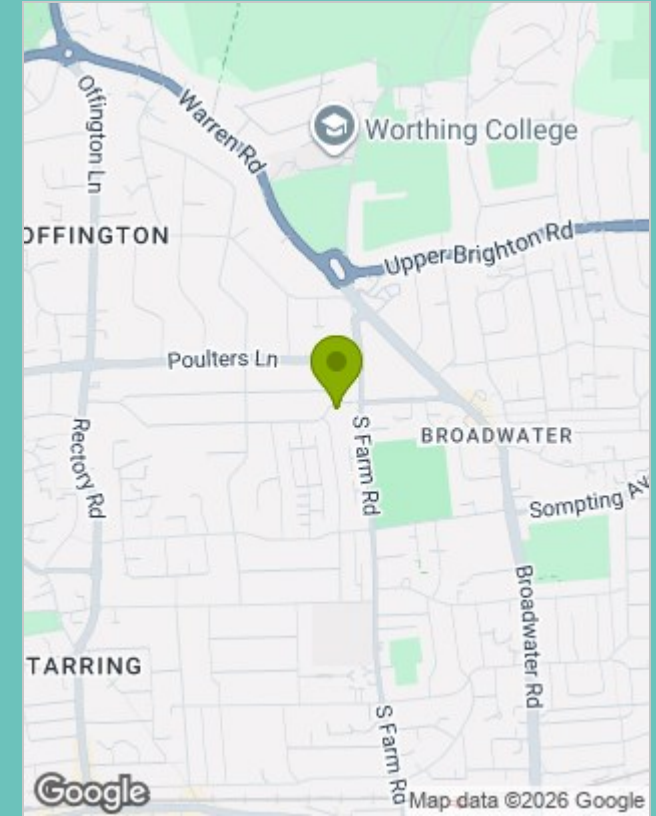 Offington Ln
Warren Rd
Worthing College
OFFINGTON
Upper Brighton Rd
Poulters Ln
BROADWATER
Rectory Rd
S Farm Rd
Sompting Av
Broadwater Rd
TARRING
S Farm Rd
Google
Map data ©2026 Google